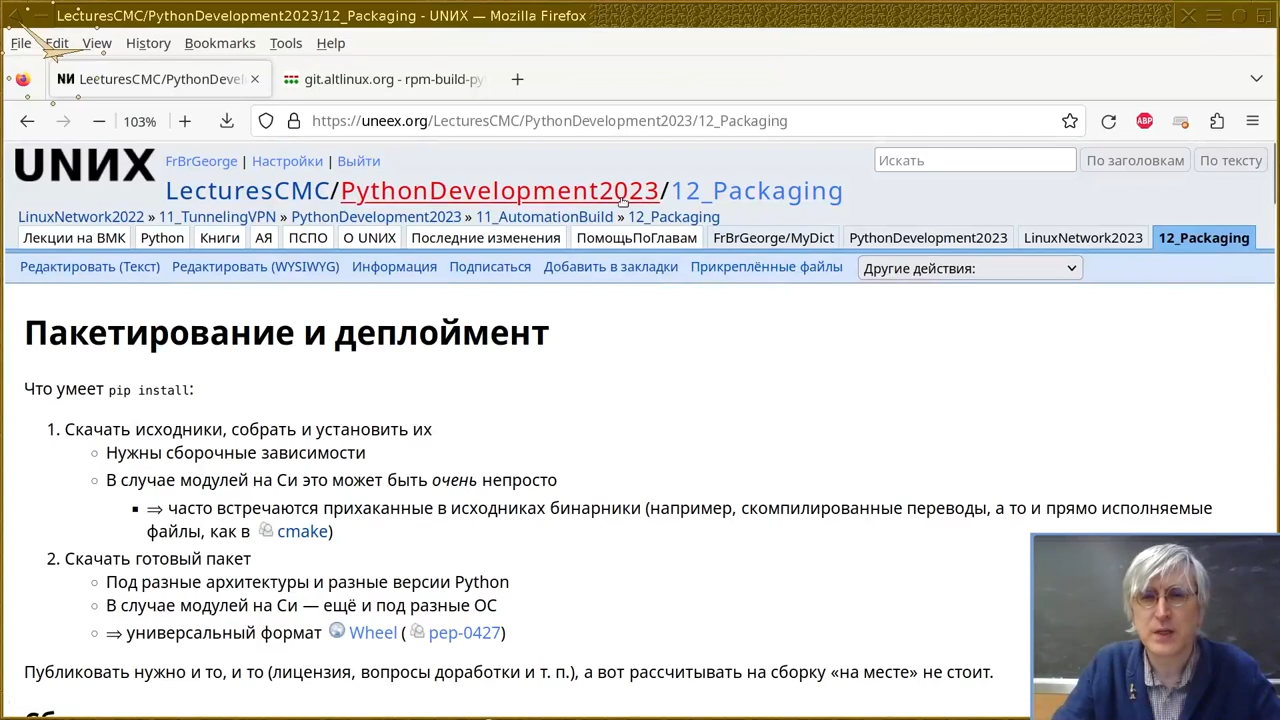 LecturesCMC/PythonDevelopment2023/12_Packaging - UNИX — Mozilla Firefox
File Edit View History Bookmarks Tools Help
NИ LecturesCMC/PythonDevel
git.altlinux.org - rpm-build-py
103%
https://uneex.org/LecturesCMC/PythonDevelopment2023/12_Packaging
ABP
UNИX
FrBrGeorge | Настройки | Выйти
Искать
По заголовкам
По тексту
LecturesCMC/PythonDevelopment2023/12_Packaging
LinuxNetwork2022 » 11_TunnelingVPN » PythonDevelopment2023 » 11_AutomationBuild » 12_Packaging
Лекции на ВМК Python Книги АЯ ПСПО О UNIX Последние изменения ПомощьПоГлавам FrBrGeorge/MyDict PythonDevelopment2023 LinuxNetwork2023 12_Packaging
Редактировать (Текст) Редактировать (WYSIWYG) Информация Подписаться Добавить в закладки Прикреплённые файлы Другие действия:
Пакетирование и деплоймент
Что умеет pip install:
1. Скачать исходники, собрать и установить их
Нужны сборочные зависимости
В случае модулей на Си это может быть очень непросто
⇒ часто встречаются прихаканные в исходниках бинарники (например, скомпилированные переводы, а то и прямо исполняемые
файлы, как в cmake)
2. Скачать готовый пакет
Под разные архитектуры и разные версии Python
В случае модулей на Си — ещё и под разные ОС
⇒ универсальный формат Wheel (pep-0427)
Публиковать нужно и то, и то (лицензия, вопросы доработки и т. п.), а вот рассчитывать на сборку «на месте» не стоит.